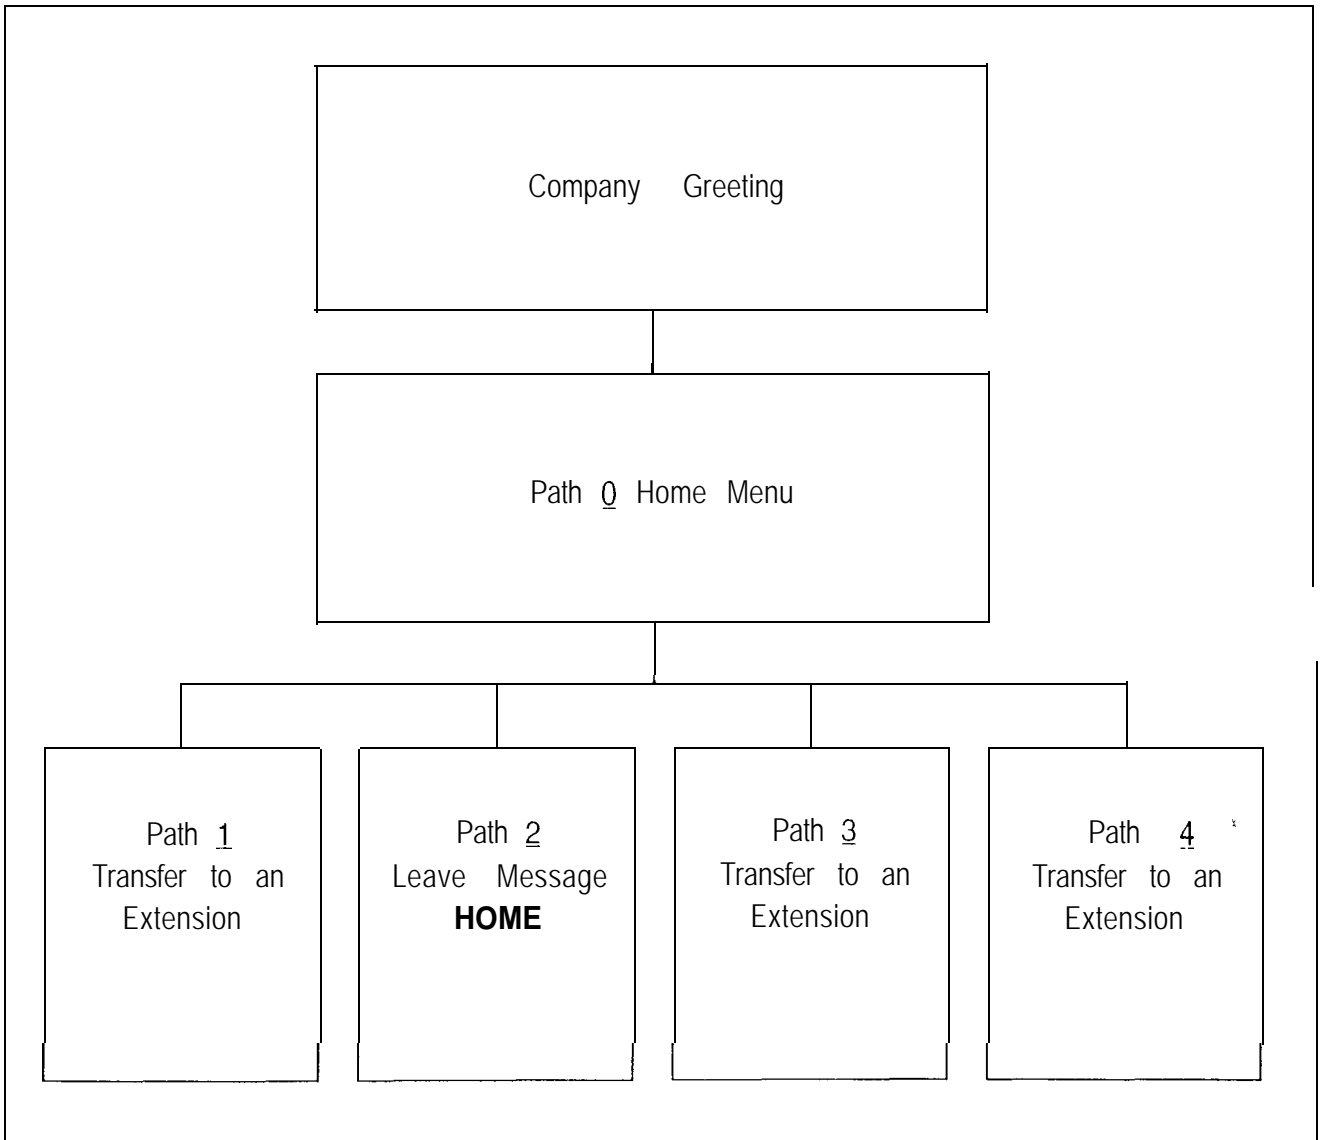 Company Greeting
Path 0 Home Menu
Path 1
Transfer to an
Extension
Path 2
Leave Message
HOME
Path 3
Transfer to an
Extension
Path 4
Transfer to an
Extension